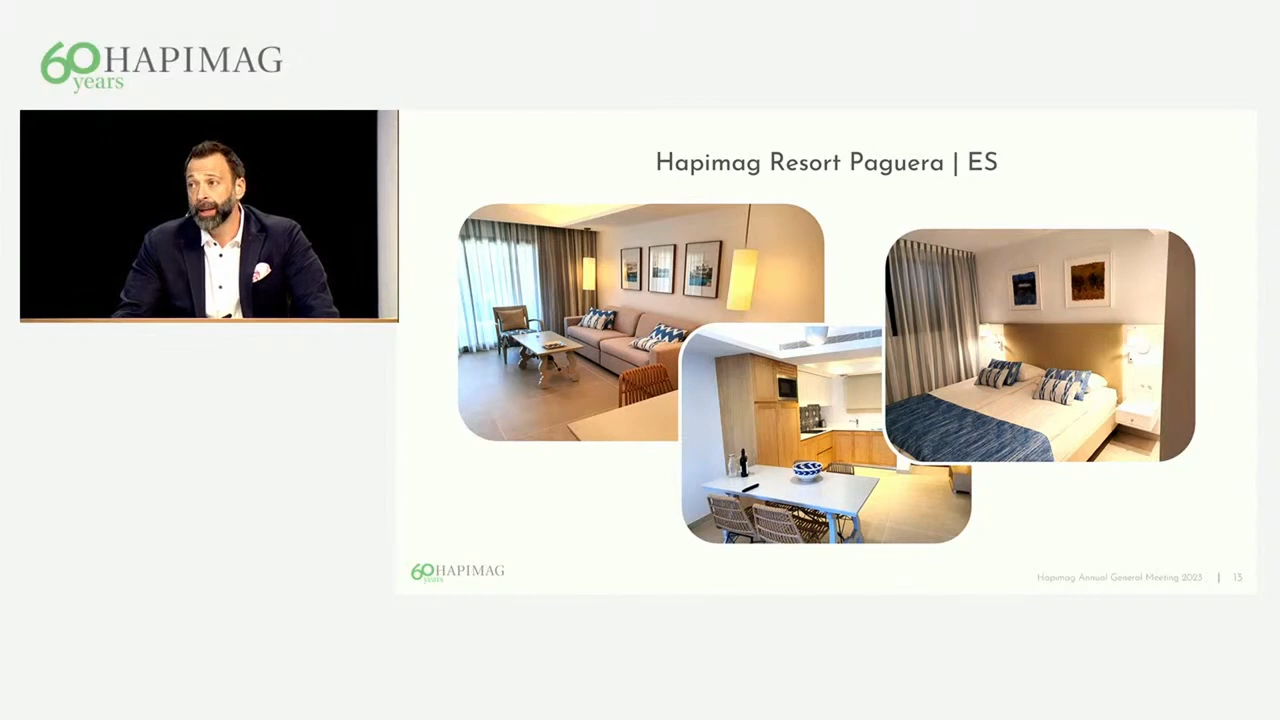 60 HAPIMAG
years
Hapimag Resort Paguera | ES
60 HAPIMAG
years
Hapimag Annual General Meeting 2023 | 13